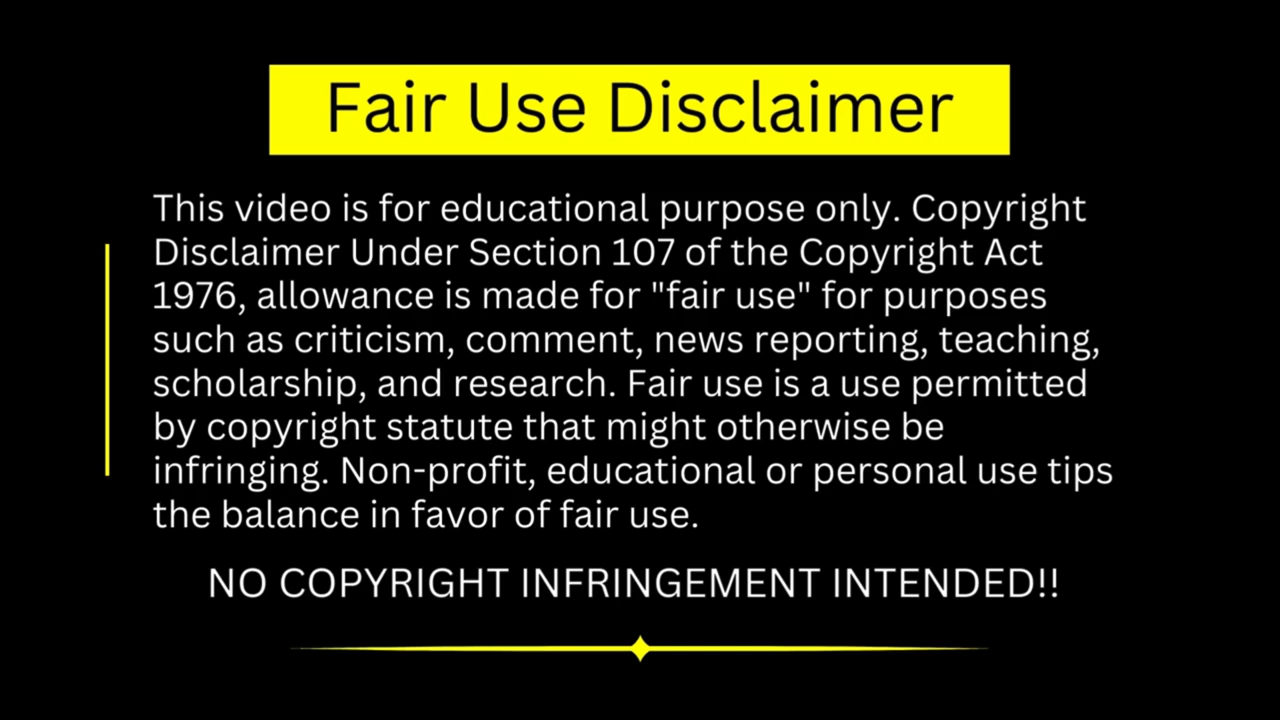 Fair Use Disclaimer
This video is for educational purpose only. Copyright
Disclaimer Under Section 107 of the Copyright Act
1976, allowance is made for "fair use" for purposes
such as criticism, comment, news reporting, teaching,
scholarship, and research. Fair use is a use permitted
by copyright statute that might otherwise be
infringing. Non-profit, educational or personal use tips
the balance in favor of fair use.
NO COPYRIGHT INFRINGEMENT INTENDED!!